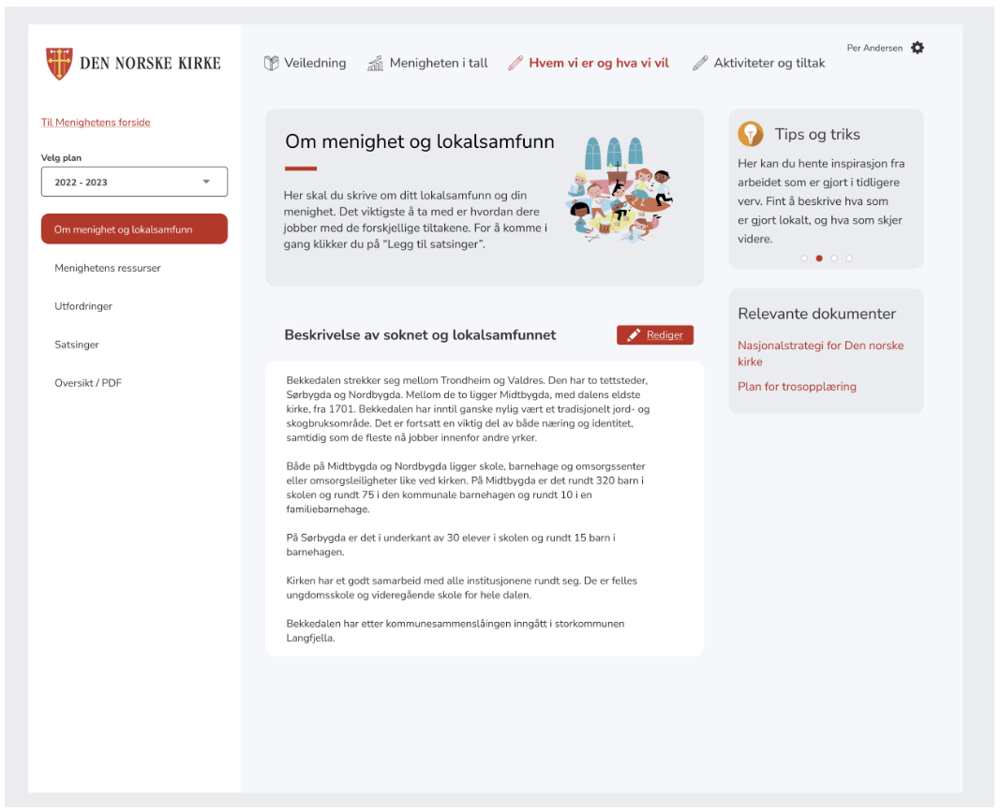 DEN NORSKE KIRKE
Veiledning
Menigheten i tall
Hvem vi er og hva vi vil
Aktiviteter og tiltak
Per Andersen
Til Menighetens forside
Velg plan
2022 - 2023
Om menighet og lokalsamfunn
Menighetens ressurser
Utfordringer
Satsinger
Oversikt / PDF
Om menighet og lokalsamfunn
Her skal du skrive om ditt lokalsamfunn og din
menighet. Det viktigste å ta med er hvordan dere
jobber med de forskjellige tiltakene. For å komme i
gang klikker du på “Legg til satsinger”.
Beskrivelse av soknet og lokalsamfunnet
Rediger
Bekkedalen strekker seg mellom Trondheim og Valdres. Den har to tettsteder,
Sørbygda og Nordbygda. Mellom de to ligger Midtbygda, med dalens eldste
kirke, fra 1701. Bekkedalen har inntil ganske nylig vært et tradisjonelt jord- og
skogbruksområde. Det er fortsatt en viktig del av både næring og identitet,
samtidig som de fleste nå jobber innenfor andre yrker.
Både på Midtbygda og Nordbygda ligger skole, barnehage og omsorgssenter
eller omsorgsleiligheter like ved kirken. På Midtbygda er det rundt 320 barn i
skolen og rundt 75 i den kommunale barnehagen og rundt 10 i en
familiebarnehage.
På Sørbygda er det i underkant av 30 elever i skolen og rundt 15 barn i
barnehagen.
Kirken har et godt samarbeid med alle institusjonene rundt seg. De er felles
ungdomsskole og videregående skole for hele dalen.
Bekkedalen har etter kommunesammenslåingen inngått i storkommunen
Langfjella.
Tips og triks
Her kan du hente inspirasjon fra
arbeidet som er gjort i tidligere
verv. Fint å beskrive hva som
er gjort lokalt, og hva som skjer
videre.
Relevante dokumenter
Nasjonalstrategi for Den norske
kirke
Plan for trosopplæring